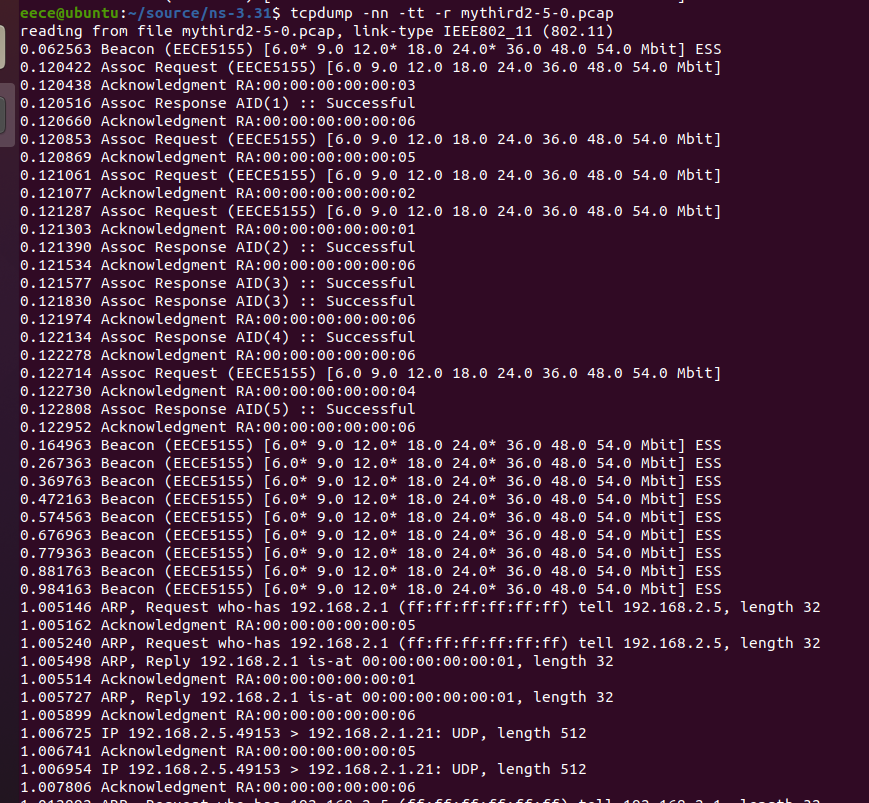 eece@ubuntu:~/source/ns-3.31$ tcpdump -nn -tt -r mythird2-5-0.pcap
reading from file mythird2-5-0.pcap, link-type IEEE802_11 (802.11)
0.062563 Beacon (EECE5155) [6.0* 9.0 12.0* 18.0 24.0* 36.0 48.0 54.0 Mbit] ESS
0.120422 Assoc Request (EECE5155) [6.0 9.0 12.0 18.0 24.0 36.0 48.0 54.0 Mbit]
0.120438 Acknowledgment RA:00:00:00:00:00:03
0.120516 Assoc Response AID(1) :: Successful
0.120660 Acknowledgment RA:00:00:00:00:00:06
0.120853 Assoc Request (EECE5155) [6.0 9.0 12.0 18.0 24.0 36.0 48.0 54.0 Mbit]
0.120869 Acknowledgment RA:00:00:00:00:00:05
0.121061 Assoc Request (EECE5155) [6.0 9.0 12.0 18.0 24.0 36.0 48.0 54.0 Mbit]
0.121077 Acknowledgment RA:00:00:00:00:00:02
0.121287 Assoc Request (EECE5155) [6.0 9.0 12.0 18.0 24.0 36.0 48.0 54.0 Mbit]
0.121303 Acknowledgment RA:00:00:00:00:00:01
0.121390 Assoc Response AID(2) :: Successful
0.121534 Acknowledgment RA:00:00:00:00:00:06
0.121577 Assoc Response AID(3) :: Successful
0.121830 Assoc Response AID(3) :: Successful
0.121974 Acknowledgment RA:00:00:00:00:00:06
0.122134 Assoc Response AID(4) :: Successful
0.122278 Acknowledgment RA:00:00:00:00:00:06
0.122714 Assoc Request (EECE5155) [6.0 9.0 12.0 18.0 24.0 36.0 48.0 54.0 Mbit]
0.122730 Acknowledgment RA:00:00:00:00:00:04
0.122808 Assoc Response AID(5) :: Successful
0.122952 Acknowledgment RA:00:00:00:00:00:06
0.164963 Beacon (EECE5155) [6.0* 9.0 12.0* 18.0 24.0* 36.0 48.0 54.0 Mbit] ESS
0.267363 Beacon (EECE5155) [6.0* 9.0 12.0* 18.0 24.0* 36.0 48.0 54.0 Mbit] ESS
0.369763 Beacon (EECE5155) [6.0* 9.0 12.0* 18.0 24.0* 36.0 48.0 54.0 Mbit] ESS
0.472163 Beacon (EECE5155) [6.0* 9.0 12.0* 18.0 24.0* 36.0 48.0 54.0 Mbit] ESS
0.574563 Beacon (EECE5155) [6.0* 9.0 12.0* 18.0 24.0* 36.0 48.0 54.0 Mbit] ESS
0.676963 Beacon (EECE5155) [6.0* 9.0 12.0* 18.0 24.0* 36.0 48.0 54.0 Mbit] ESS
0.779363 Beacon (EECE5155) [6.0* 9.0 12.0* 18.0 24.0* 36.0 48.0 54.0 Mbit] ESS
0.881763 Beacon (EECE5155) [6.0* 9.0 12.0* 18.0 24.0* 36.0 48.0 54.0 Mbit] ESS
0.984163 Beacon (EECE5155) [6.0* 9.0 12.0* 18.0 24.0* 36.0 48.0 54.0 Mbit] ESS
1.005146 ARP, Request who-has 192.168.2.1 (ff:ff:ff:ff:ff:ff) tell 192.168.2.5, length 32
1.005162 Acknowledgment RA:00:00:00:00:00:05
1.005240 ARP, Request who-has 192.168.2.1 (ff:ff:ff:ff:ff:ff) tell 192.168.2.5, length 32
1.005498 ARP, Reply 192.168.2.1 is-at 00:00:00:00:00:01, length 32
1.005514 Acknowledgment RA:00:00:00:00:00:01
1.005727 ARP, Reply 192.168.2.1 is-at 00:00:00:00:00:01, length 32
1.005899 Acknowledgment RA:00:00:00:00:00:06
1.006725 IP 192.168.2.5.49153 > 192.168.2.1.21: UDP, length 512
1.006741 Acknowledgment RA:00:00:00:00:00:05
1.006954 IP 192.168.2.5.49153 > 192.168.2.1.21: UDP, length 512
1.007806 Acknowledgment RA:00:00:00:00:00:06